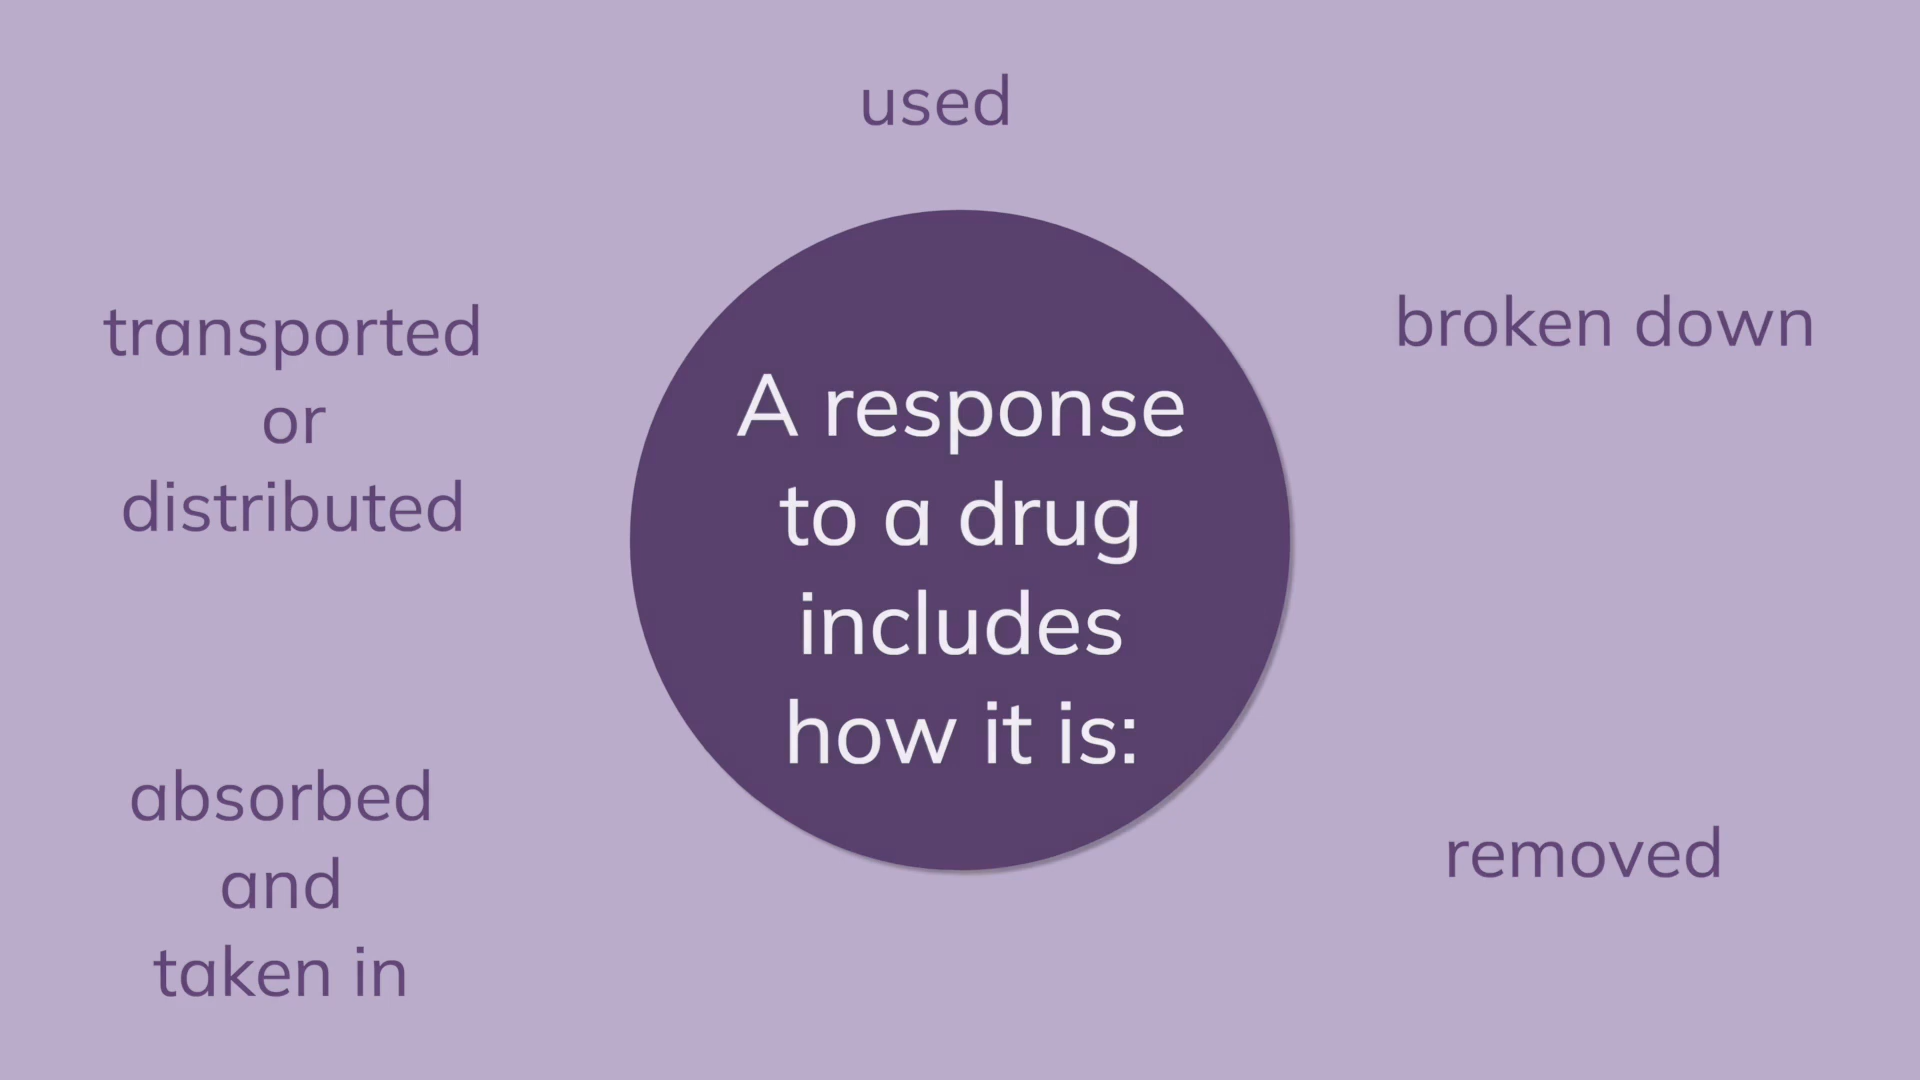 used
transported
or
distributed
broken down
A response
to a drug
includes
how it is:
absorbed
and
taken in
removed